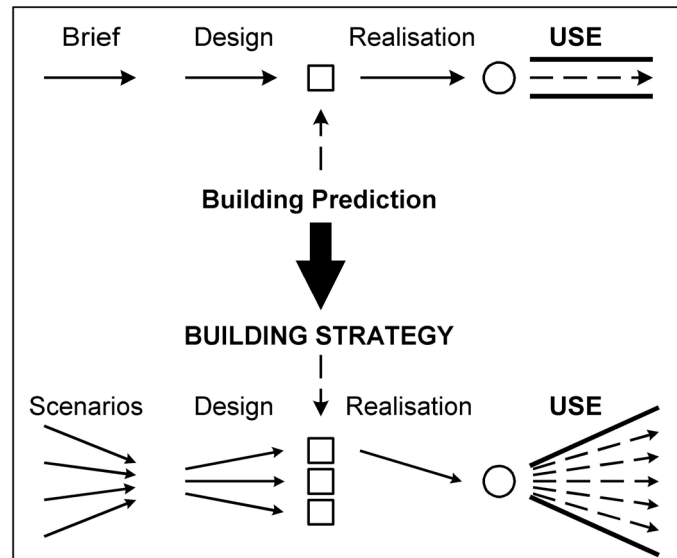 Brief Design Realisation USE
Building Prediction
BUILDING STRATEGY
Scenarios Design Realisation USE